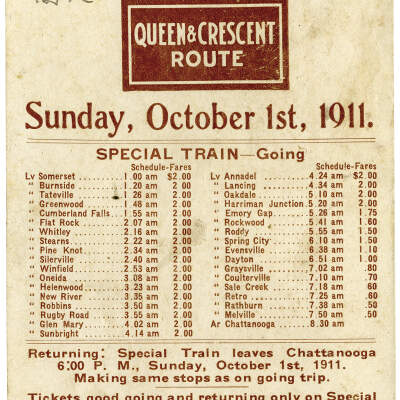 QUEEN & CRESCENT
ROUTE
Sunday, October 1st, 1911.
SPECIAL TRAIN—Going
Schedule-Fares
Lv Somerset 1.00 am $2.00
" Burnside 1.20 am 2.00
" Tateville 1 26 am 2.00
" Greenwood 1 48 am 2.00
" Cumberland Falls 1 55 am 2.00
" Flat Rock 2 07 am 2.00
" Whitley 2 16 am 2.00
" Stearns 2 22 am 2.00
" Pine Knot 2 34 am 2.00
" Silerville 2 40 am 2.00
" Winfield 2.53 am 2.00
" Oneida 3.08 am 2.00
" Helenwood 3.23 am 2.00
" New River 3.35 am 2.00
" Robbins 3.50 am 2.00
" Rugby Road 3 55 am 2.00
" Glen Mary 4.02 am 2.00
" Sunbright 4.14 am 2.00
Schedule-Fares
Lv Annadel 4.24 am $2.00
" Lancing 4.34 am 2.00
" Oakdale 5.10 am 2.00
" Harriman Junction 5.20 am 2.00
" Emory Gap 5.26 am 1.75
" Rockwood 5.41 am 1.60
" Roddy 5.55 am 1.50
" Spring City 6.10 am 1.50
" Evensville 6.38 am 1.10
" Dayton 6.51 am 1.00
" Graysville 7.02 am .80
" Coulterville 7.10 am .70
" Sale Creek 7.18 am .60
" Retro 7.25 am .60
" Rathburn 7.38 am .50
" Melville 7.50 am .50
Ar Chattanooga 8.30 am
Returning: Special Train leaves Chattanooga
6:00 P. M., Sunday, October 1st, 1911.
Making same stops as on going trip.
Tickets good going and returning only on Special